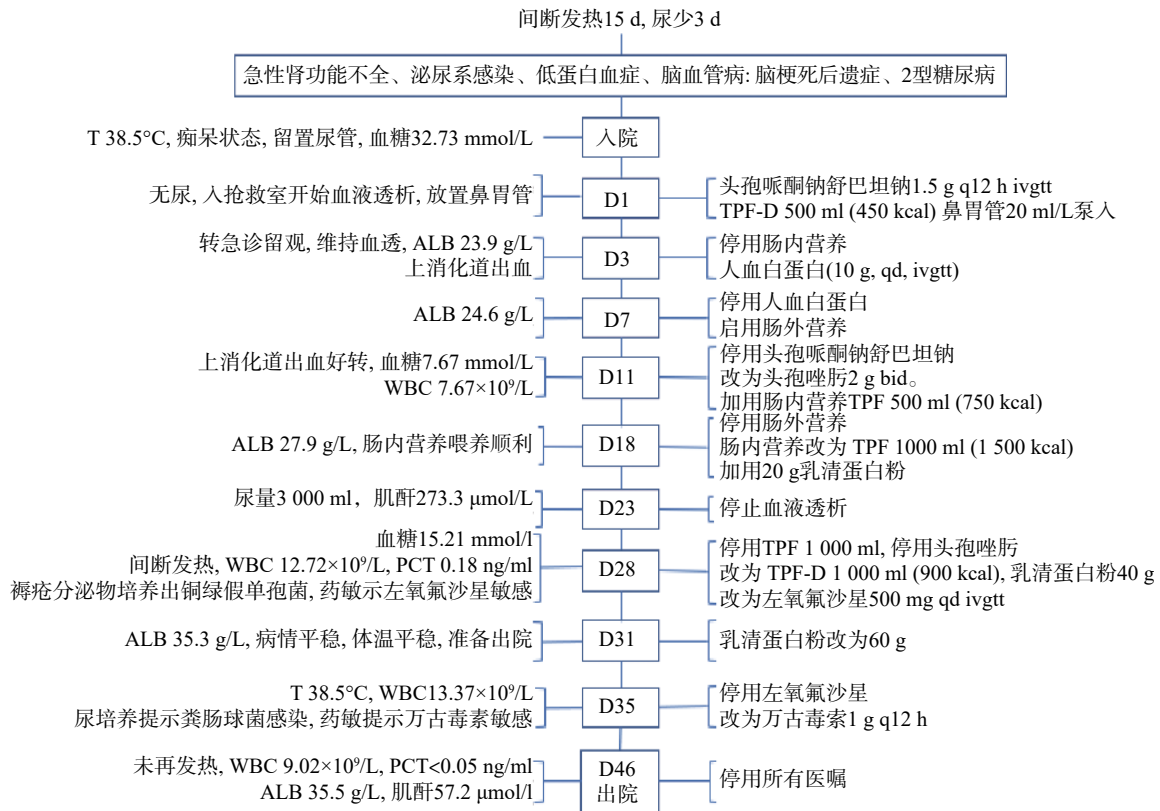 间断发热15 d, 尿少3 d
急性肾功能不全、泌尿系感染、低蛋白血症、脑血管病: 脑梗死后遗症、2型糖尿病
T 38.5°C, 痴呆状态, 留置尿管, 血糖32.73 mmol/L
入院
无尿, 入抢救室开始血液透析, 放置鼻胃管
D1
头孢哌酮钠舒巴坦钠1.5 g q12 h ivgtt
TPF-D 500 ml (450 kcal) 鼻胃管20 ml/L泵入
转急诊留观, 维持血透, ALB 23.9 g/L
上消化道出血
D3
停用肠内营养
人血白蛋白(10 g, qd, ivgtt)
ALB 24.6 g/L
D7
停用人血白蛋白
启用肠外营养
上消化道出血好转, 血糖7.67 mmol/L
WBC 7.67×10⁹/L
D11
停用头孢哌酮钠舒巴坦钠
改为头孢唑肟2 g bid。
加用肠内营养TPF 500 ml (750 kcal)
ALB 27.9 g/L, 肠内营养喂养顺利
D18
停用肠外营养
肠内营养改为 TPF 1000 ml (1 500 kcal)
加用20 g乳清蛋白粉
尿量3 000 ml，肌酐273.3 μmol/L
D23
停止血液透析
血糖15.21 mmol/l
间断发热, WBC 12.72×10⁹/L, PCT 0.18 ng/ml
褥疮分泌物培养出铜绿假单孢菌, 药敏示左氧氟沙星敏感
D28
停用TPF 1 000 ml, 停用头孢唑肟
改为 TPF-D 1 000 ml (900 kcal), 乳清蛋白粉40 g
改为左氧氟沙星500 mg qd ivgtt
ALB 35.3 g/L, 病情平稳, 体温平稳, 准备出院
D31
乳清蛋白粉改为60 g
T 38.5°C, WBC13.37×10⁹/L
尿培养提示粪肠球菌感染, 药敏提示万古毒素敏感
D35
停用左氧氟沙星
改为万古毒索1 g q12 h
未再发热, WBC 9.02×10⁹/L, PCT<0.05 ng/ml
ALB 35.5 g/L, 肌酐57.2 μmol/l
D46
出院
停用所有医嘱